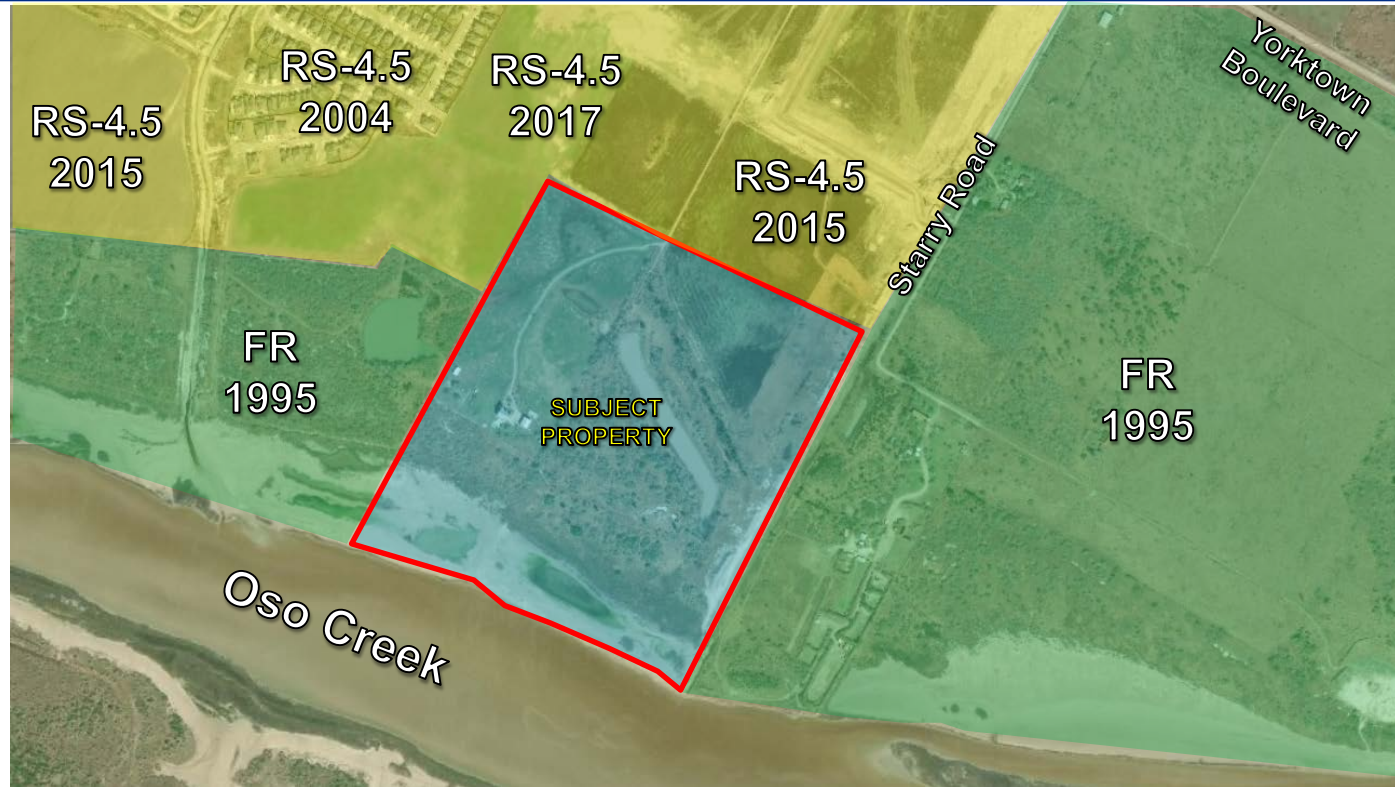 RS-4.5
2015
RS-4.5
2004
RS-4.5
2017
RS-4.5
2015
Starry Road
Yorktown
Boulevard
FR
1995
SUBJECT
PROPERTY
FR
1995
Oso Creek